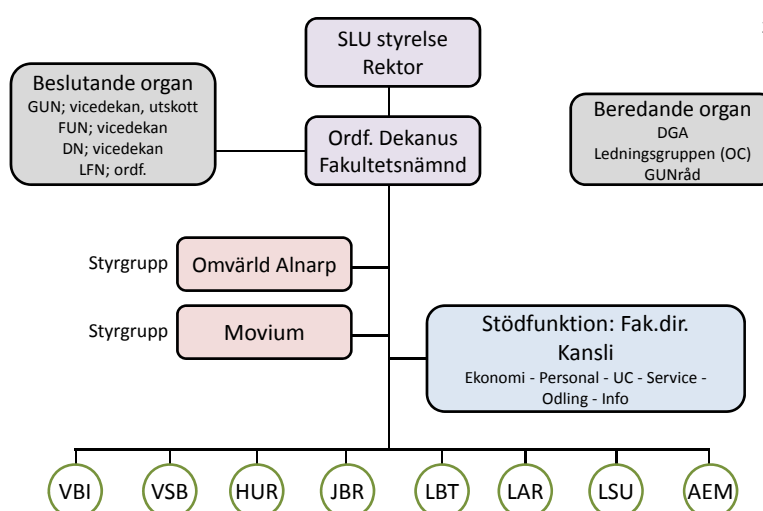 SLU styrelse
Rektor
Beslutande organ
GUN; vicedekan, utskott
FUN; vicedekan
DN; vicedekan
LFN; ordf.
Ordf. Dekanus
Fakultetsnämnd
Beredande organ
DGA
Ledningsgruppen (OC)
GUNråd
Styrgrupp
Omvärld Alnarp
Styrgrupp
Movium
Stödfunktion: Fak.dir.
Kansli
Ekonomi - Personal - UC - Service -
Odling - Info
VBI
VSB
HUR
JBR
LBT
LAR
LSU
AEM